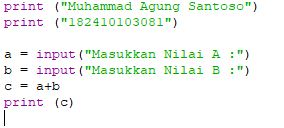 print ("Muhammad Agung Santoso")
print ("182410103081")
a = input("Masukkan Nilai A :")
b = input("Masukkan Nilai B :")
c = a+b
print (c)